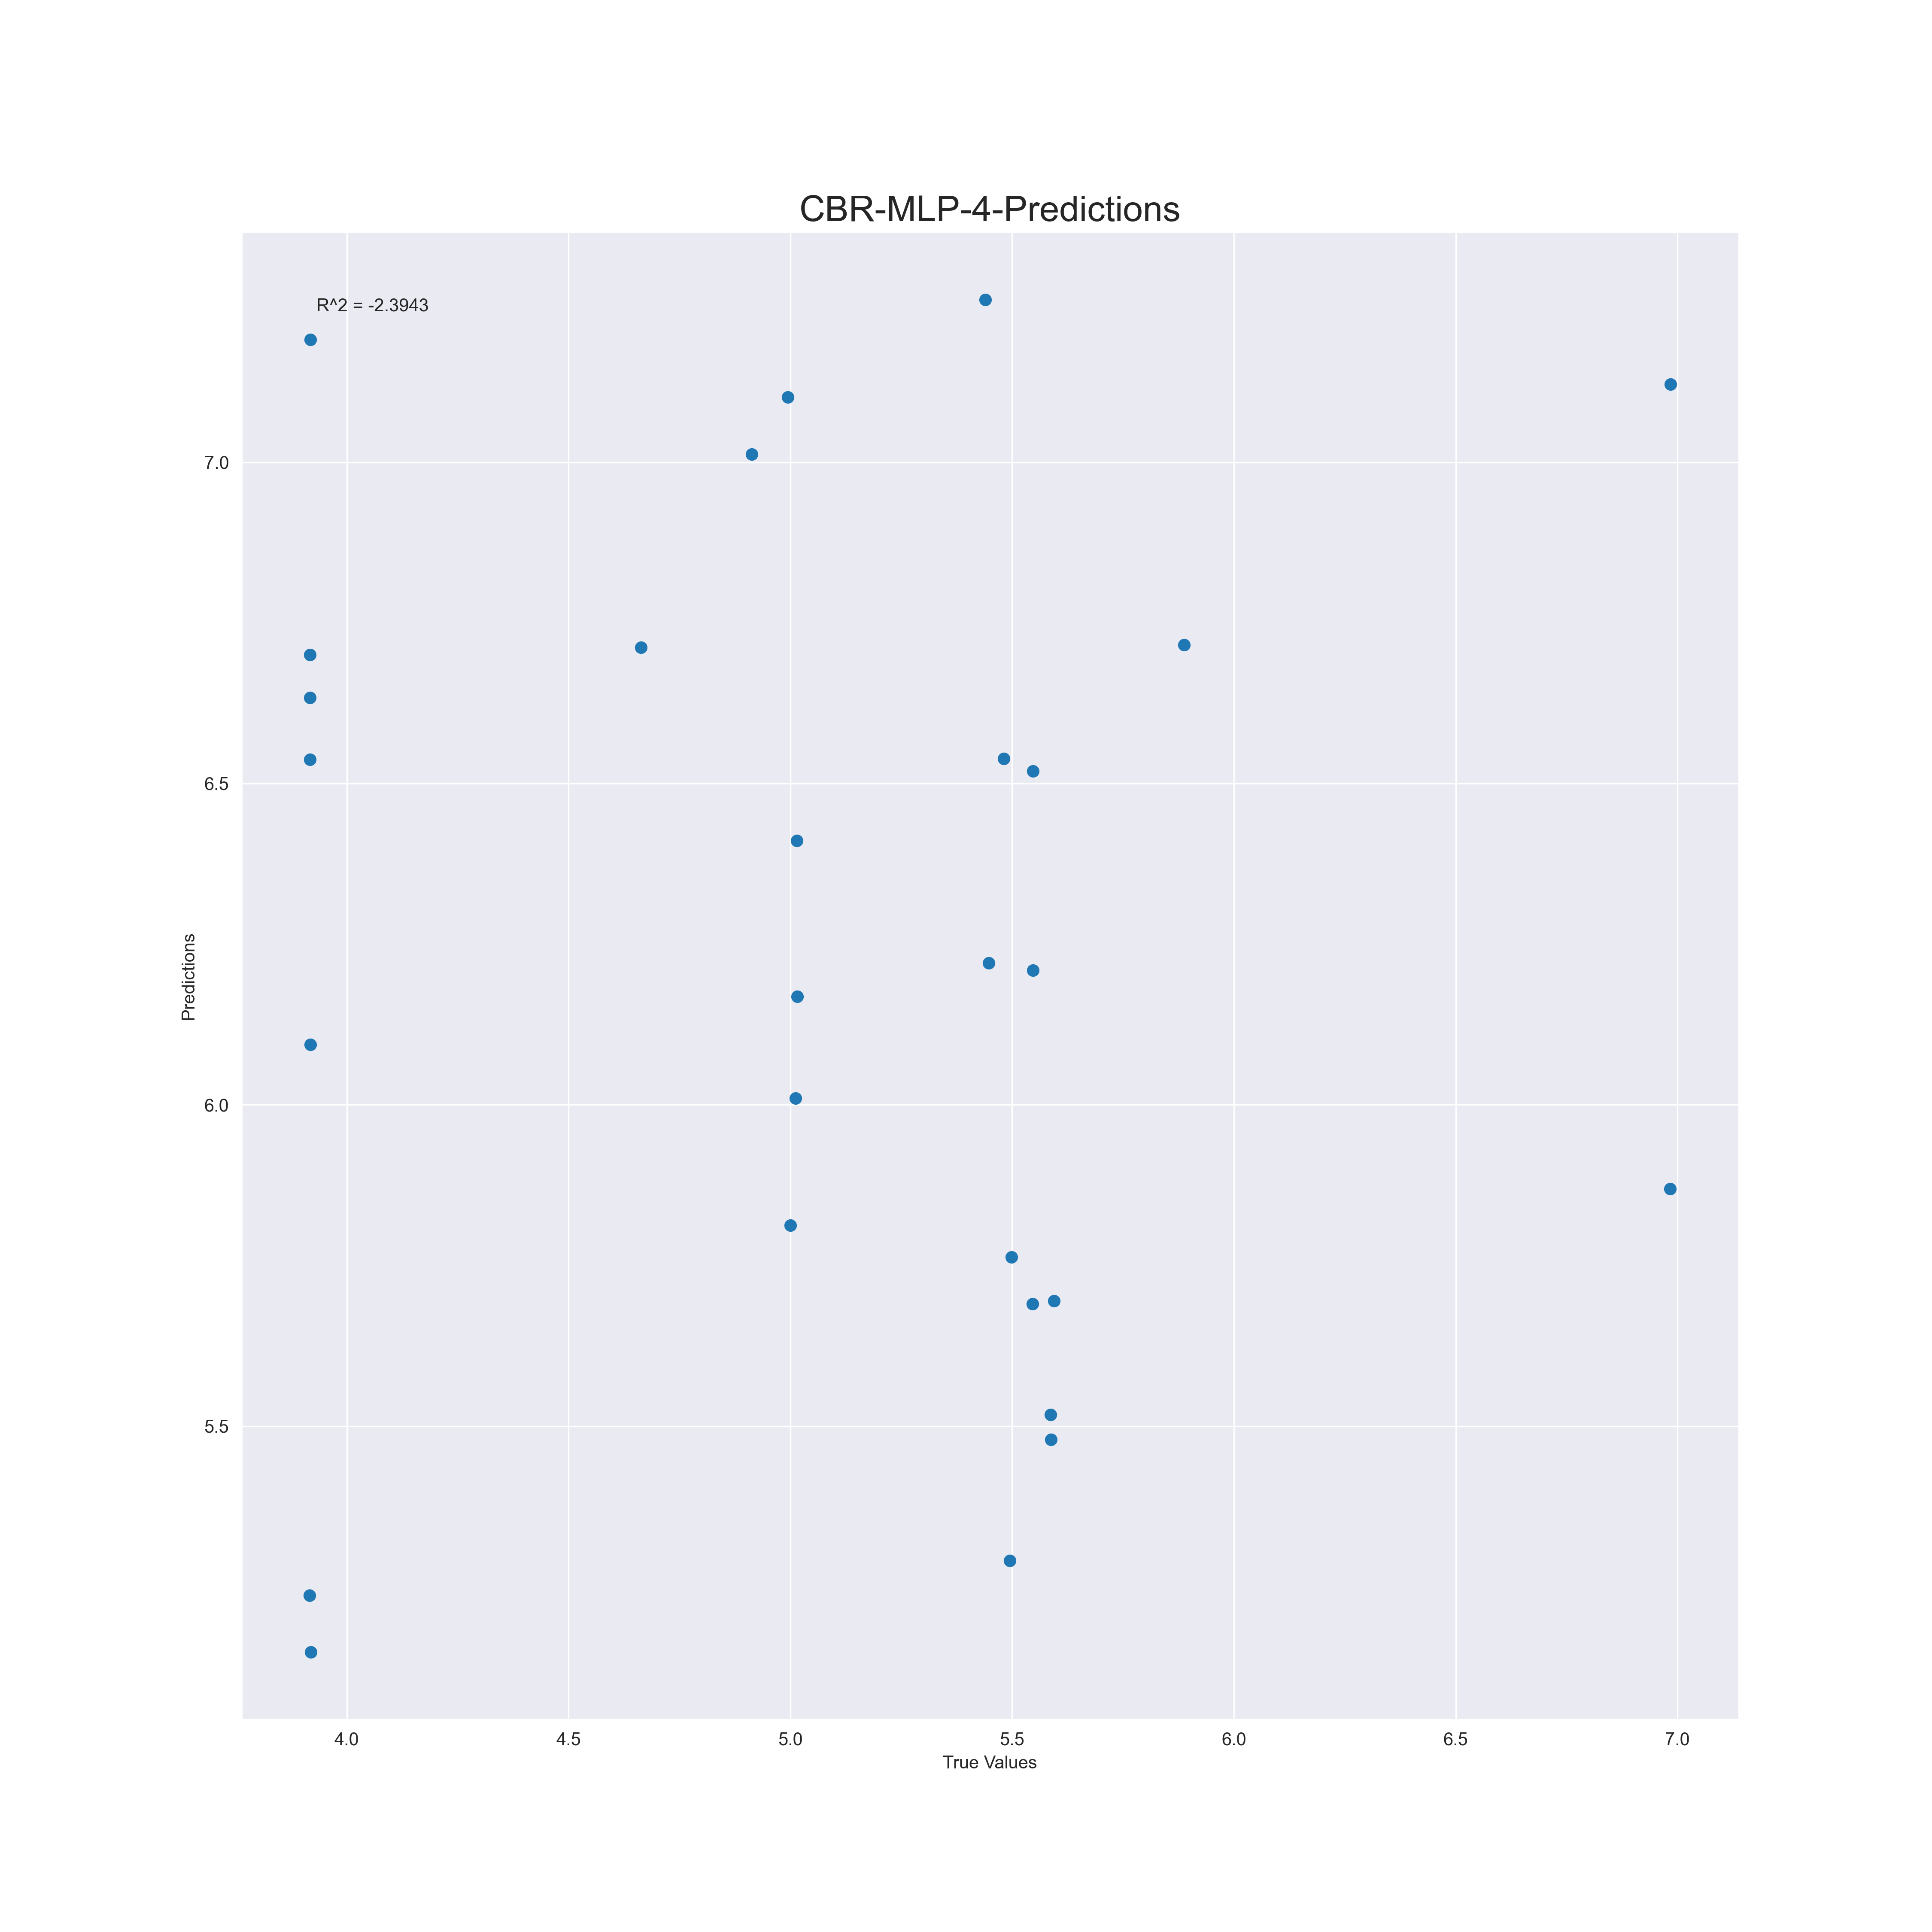 CBR-MLP-4-Predictions
R^2 = -2.3943
7.0
6.5
6.0
5.5
Predictions
4.0 4.5 5.0 5.5 6.0 6.5 7.0
True Values